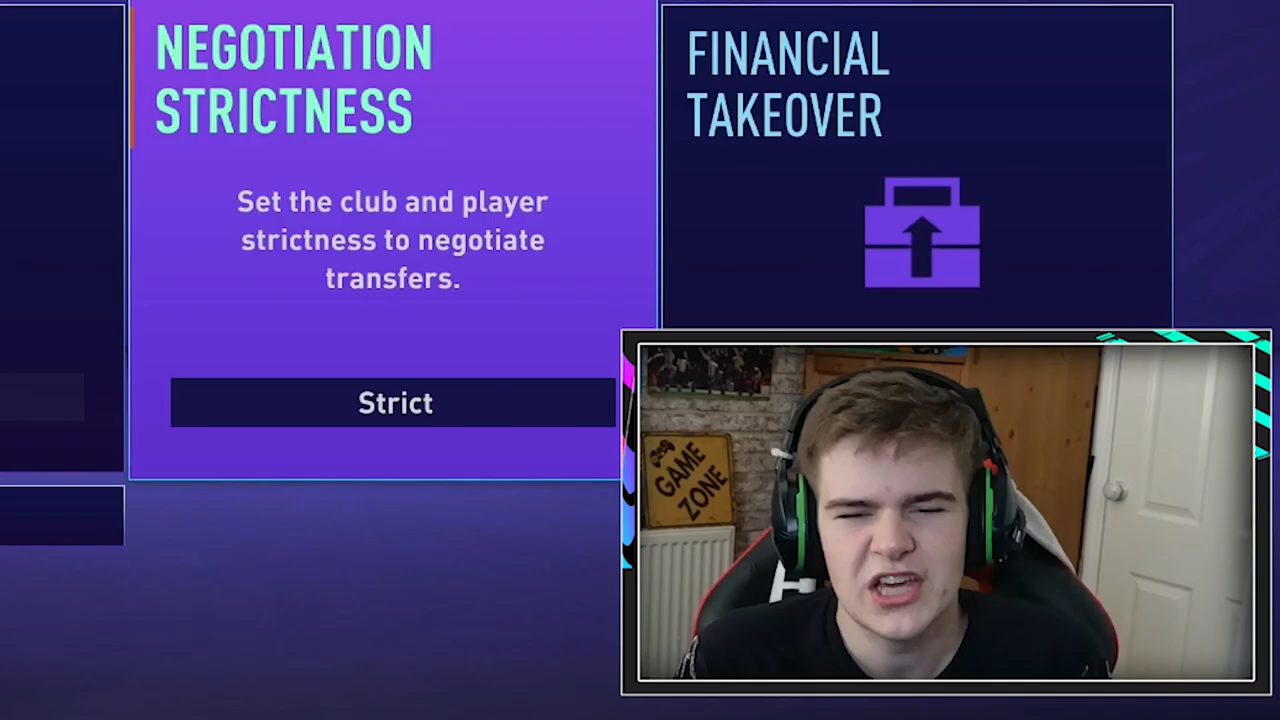 NEGOTIATION
STRICTNESS
Set the club and player
strictness to negotiate
transfers.
Strict
FINANCIAL
TAKEOVER
GAME
ZONE